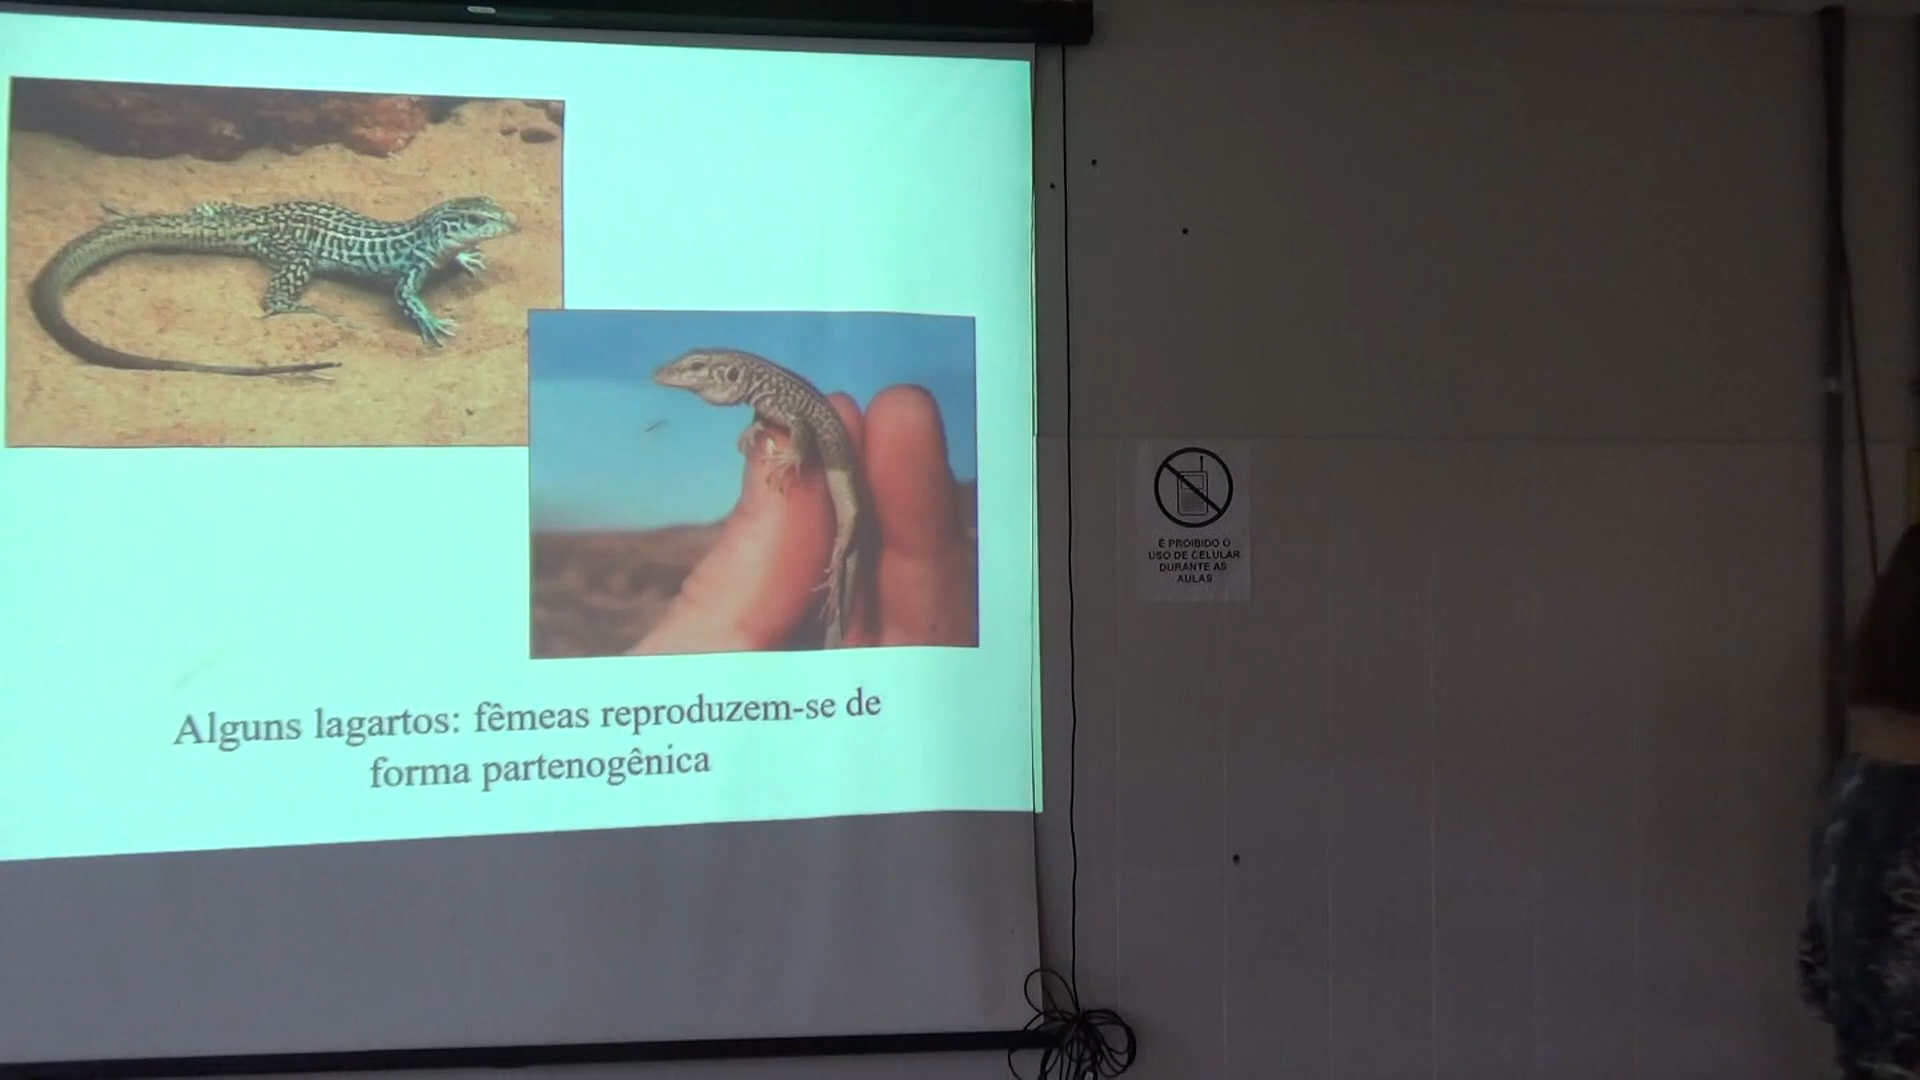 Alguns lagartos: fêmeas reproduzem-se de
forma partenogênica
É PROIBIDO O
USO DE CELULAR
DURANTE AS
AULAS